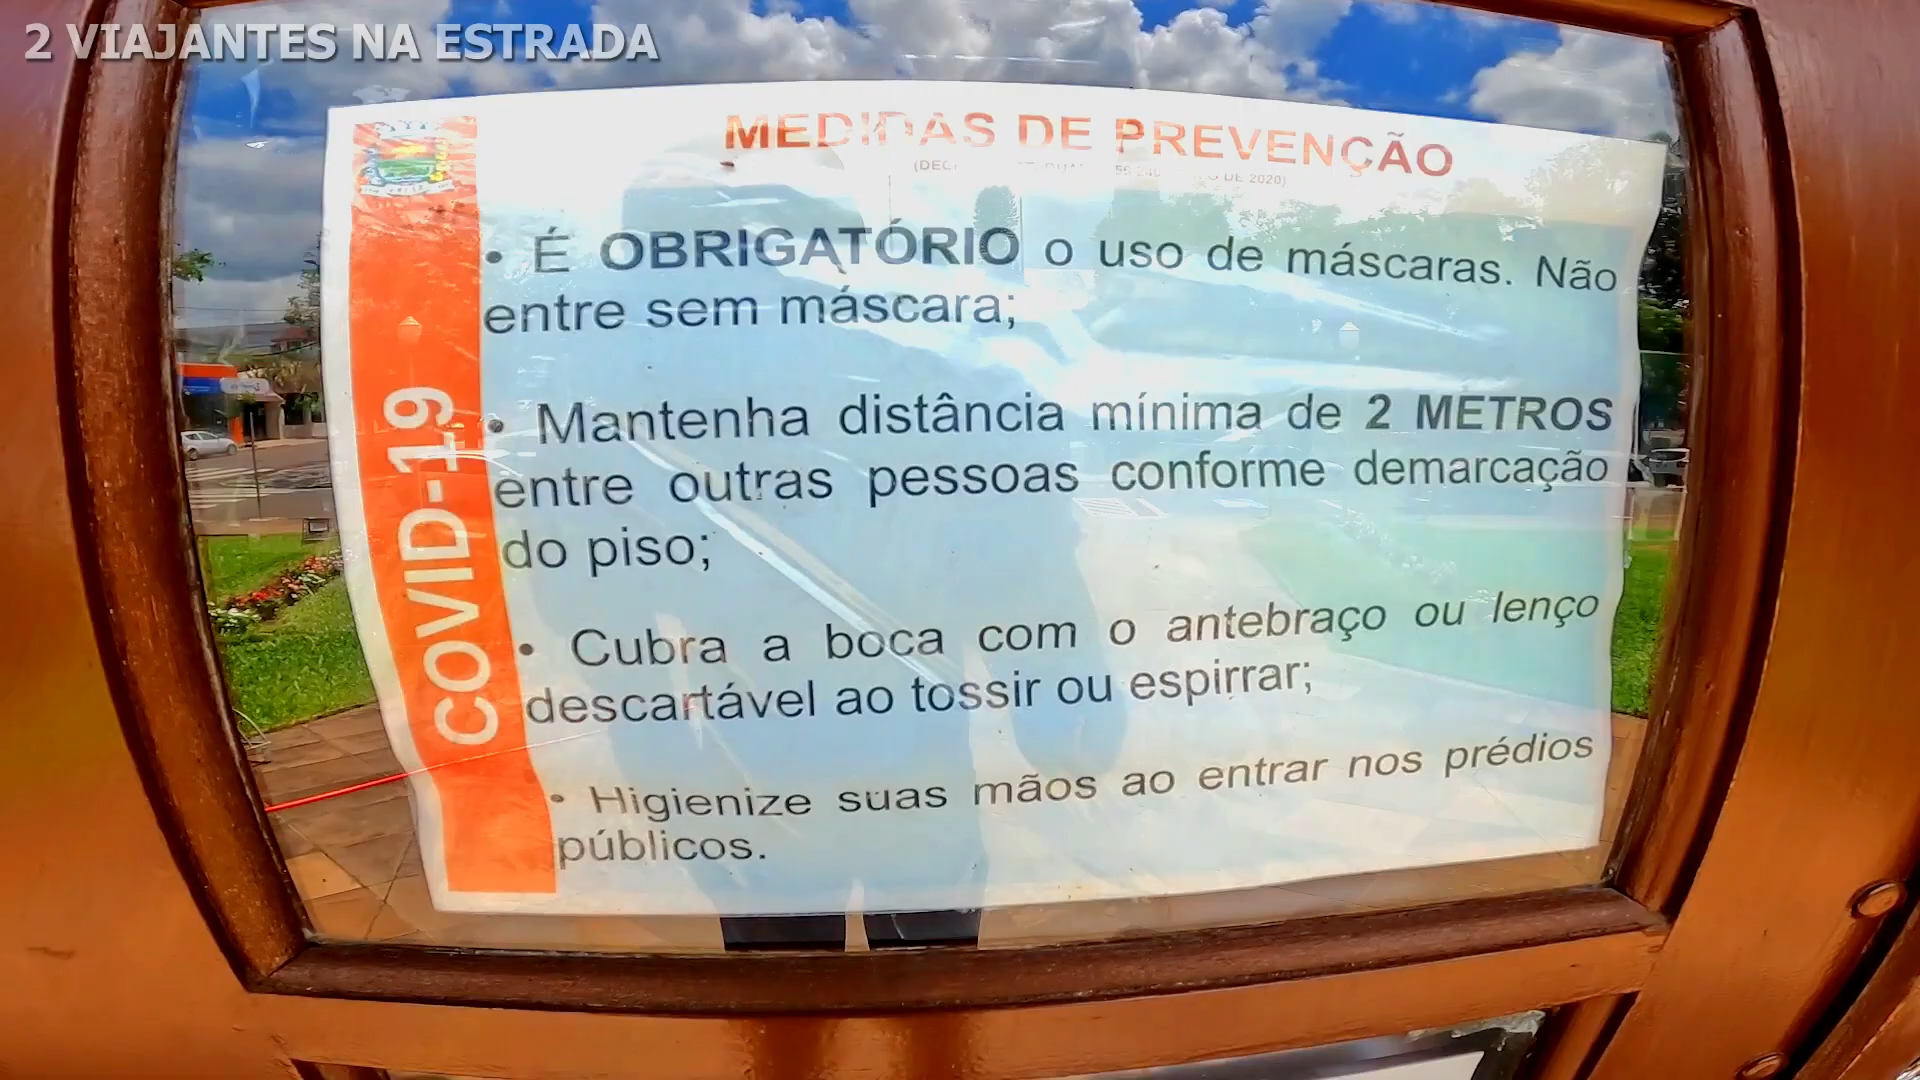 2 VIAJANTES NA ESTRADA
MEDIDAS DE PREVENÇÃO
DE 2020)
COVID-19
• É OBRIGATÓRIO o uso de máscaras. Não
entre sem máscara;
• Mantenha distância mínima de 2 METROS
entre outras pessoas conforme demarcação
do piso;
• Cubra a boca com o antebraço ou lenço
descartável ao tossir ou espirrar;
• Higienize suas mãos ao entrar nos prédios
públicos.